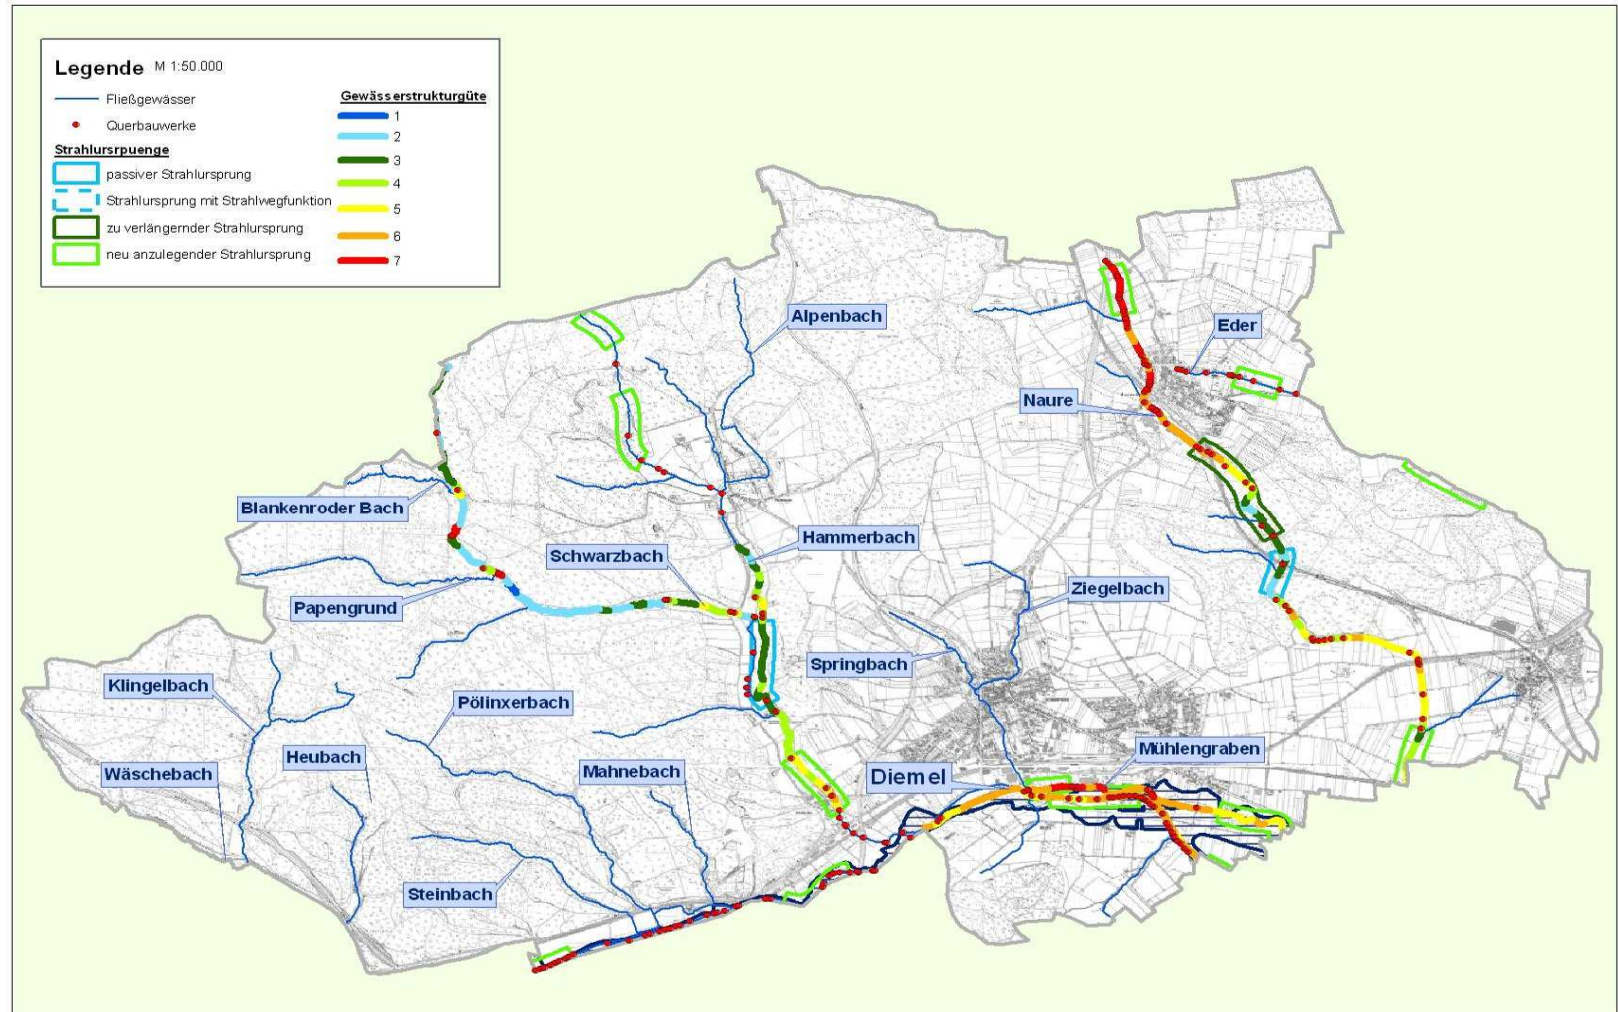 Legende M 1:50.000
Fließgewässer
Querbauwerke
Strahlursrpuenge
passiver Strahlursprung
Strahlursprung mit Strahlwegfunktion
zu verlängernder Strahlursprung
neu anzulegender Strahlursprung
Gewässerstrukturgüte
1
2
3
4
5
6
7
Alpenbach
Eder
Naure
Blankenroder Bach
Hammerbach
Schwarzbach
Ziegelbach
Papengrund
Springbach
Klingelbach
Pölinxerbach
Mühlengraben
Heubach
Mahnebach
Diemel
Wäschebach
Steinbach